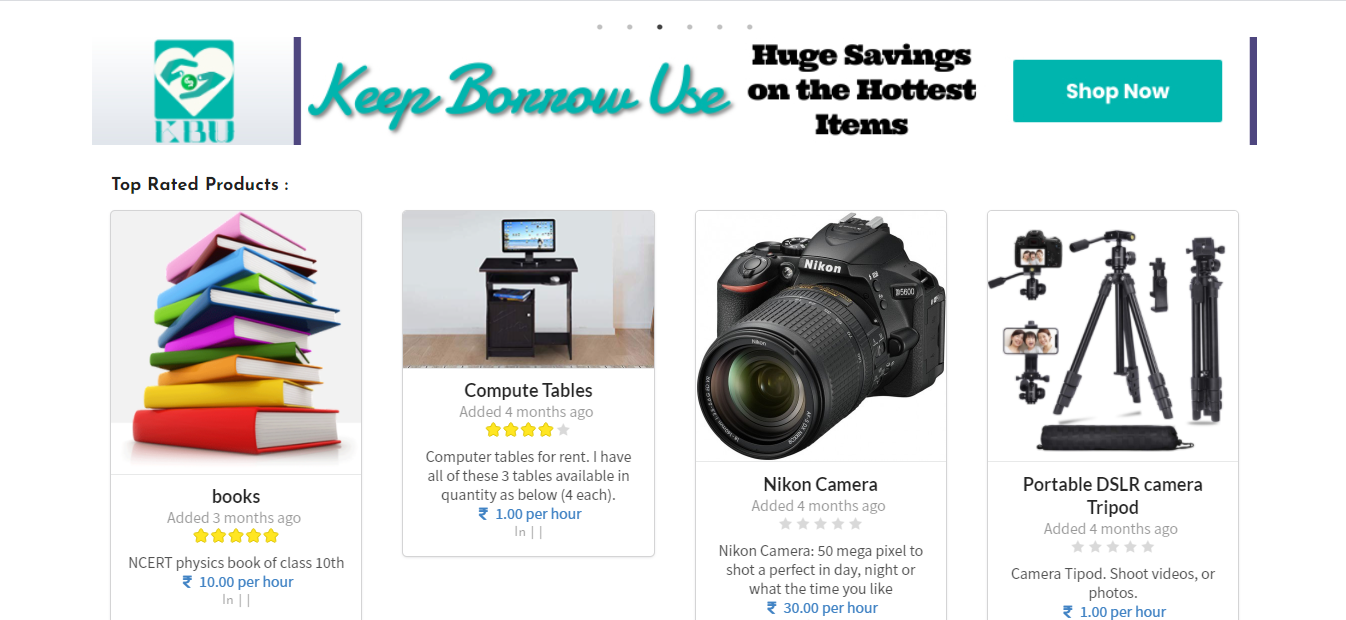 KBU
Keep Borrow Use
Huge Savings
on the Hottest
Items
Shop Now
Top Rated Products :
books
Added 3 months ago
NCERT physics book of class 10th
₹ 10.00 per hour
In | |
Compute Tables
Added 4 months ago
Computer tables for rent. I have
all of these 3 tables available in
quantity as below (4 each).
₹ 1.00 per hour
In | |
Nikon
D5600
Nikon
Nikon Camera
Added 4 months ago
Nikon Camera: 50 mega pixel to
shot a perfect in day, night or
what the time you like
₹ 30.00 per hour
Portable DSLR camera
Tripod
Added 4 months ago
Camera Tipod. Shoot videos, or
photos.
₹ 1.00 per hour